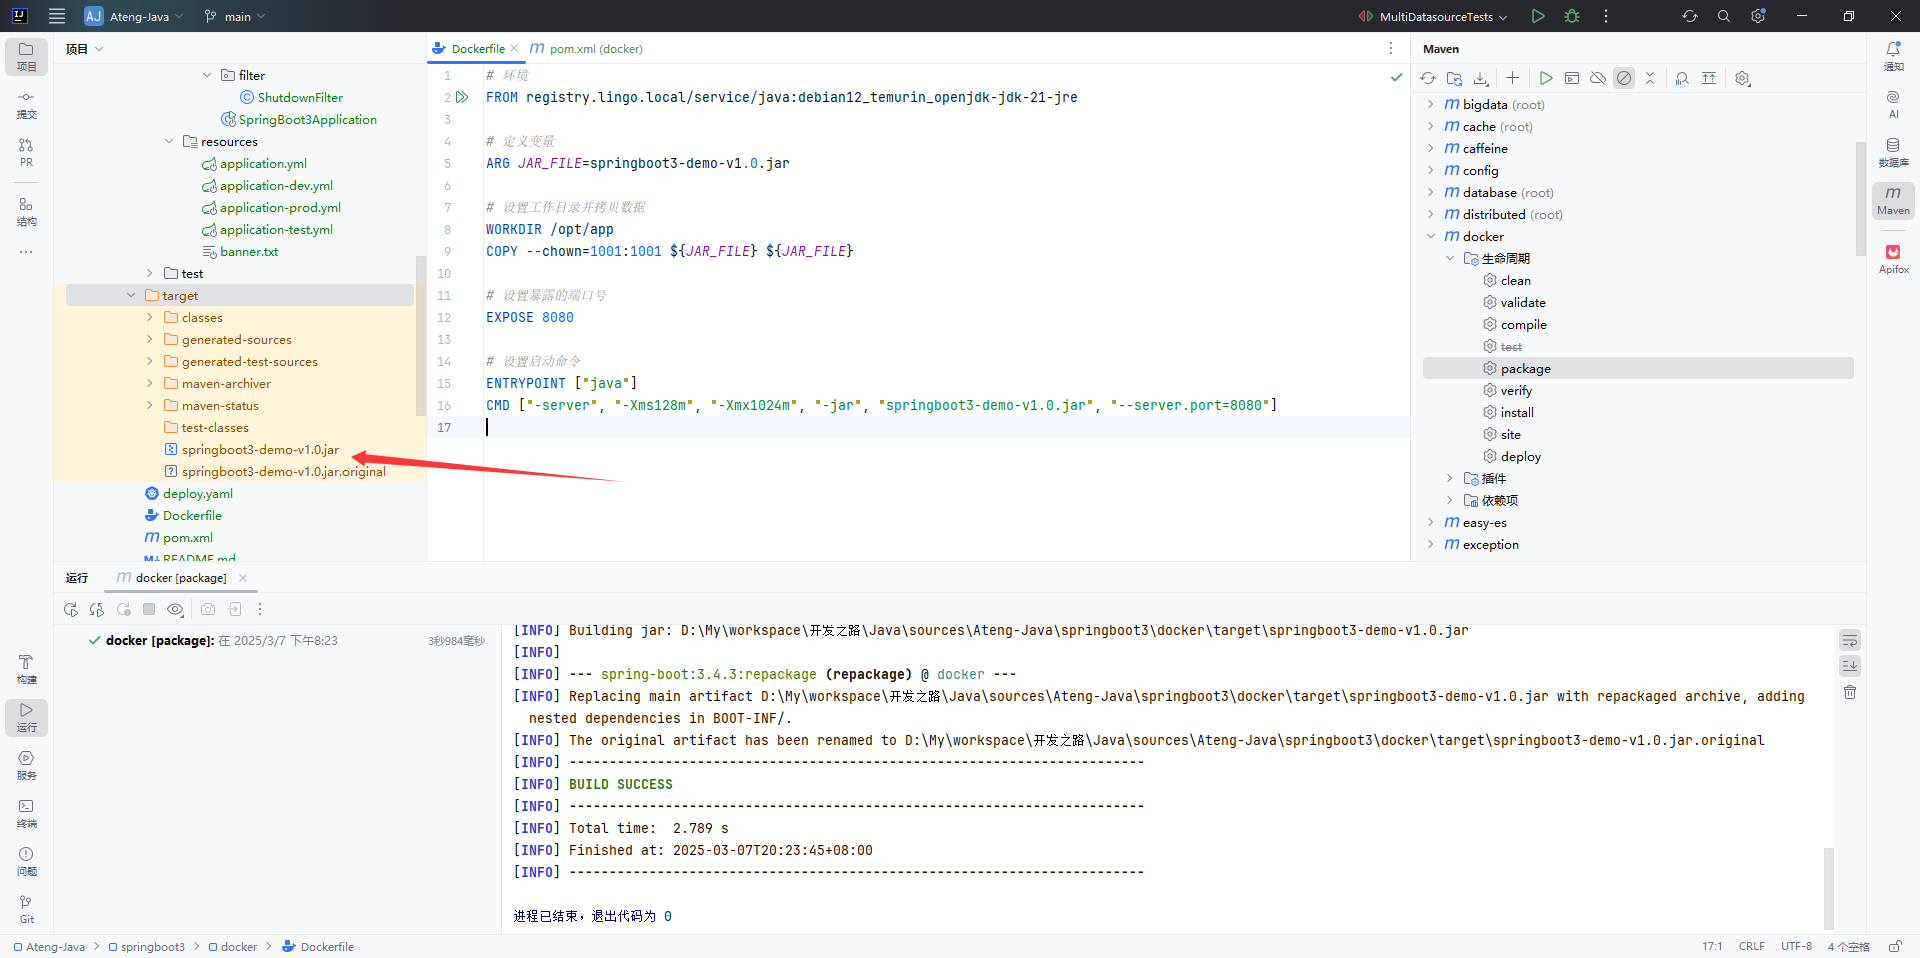 AJ Ateng-Java main MultiDatasourceTests
项目
提交
PR
结构
项目
filter
ShutdownFilter
SpringBoot3Application
resources
application.yml
application-dev.yml
application-prod.yml
application-test.yml
banner.txt
test
target
classes
generated-sources
generated-test-sources
maven-archiver
maven-status
test-classes
springboot3-demo-v1.0.jar
springboot3-demo-v1.0.jar.original
deploy.yaml
Dockerfile
pom.xml
README.md
Dockerfile pom.xml (docker)
1 # 环境
2 FROM registry.lingo.local/service/java:debian12_temurin_openjdk-jdk-21-jre
3
4 # 定义变量
5 ARG JAR_FILE=springboot3-demo-v1.0.jar
6
7 # 设置工作目录并拷贝数据
8 WORKDIR /opt/app
9 COPY --chown=1001:1001 ${JAR_FILE} ${JAR_FILE}
10
11 # 设置暴露的端口号
12 EXPOSE 8080
13
14 # 设置启动命令
15 ENTRYPOINT ["java"]
16 CMD ["-server", "-Xms128m", "-Xmx1024m", "-jar", "springboot3-demo-v1.0.jar", "--server.port=8080"]
17
Maven
bigdata (root)
cache (root)
caffeine
config
database (root)
distributed (root)
docker
生命周期
clean
validate
compile
test
package
verify
install
site
deploy
插件
依赖项
easy-es
exception
通知
AI
数据库
Maven
Apifox
运行 docker [package]
docker [package]: 在 2025/3/7 下午8:23 3秒984毫秒
[INFO] Building jar: D:\My\workspace\开发之路\Java\sources\Ateng-Java\springboot3\docker\target\springboot3-demo-v1.0.jar
[INFO]
[INFO] --- spring-boot:3.4.3:repackage (repackage) @ docker ---
[INFO] Replacing main artifact D:\My\workspace\开发之路\Java\sources\Ateng-Java\springboot3\docker\target\springboot3-demo-v1.0.jar with repackaged archive, adding
nested dependencies in BOOT-INF/.
[INFO] The original artifact has been renamed to D:\My\workspace\开发之路\Java\sources\Ateng-Java\springboot3\docker\target\springboot3-demo-v1.0.jar.original
[INFO] ------------------------------------------------------------------------
[INFO] BUILD SUCCESS
[INFO] ------------------------------------------------------------------------
[INFO] Total time:  2.789 s
[INFO] Finished at: 2025-03-07T20:23:45+08:00
[INFO] ------------------------------------------------------------------------
进程已结束，退出代码为 0
构建
运行
服务
终端
问题
Git
Ateng-Java springboot3 docker Dockerfile 17:1 CRLF UTF-8 4 个空格